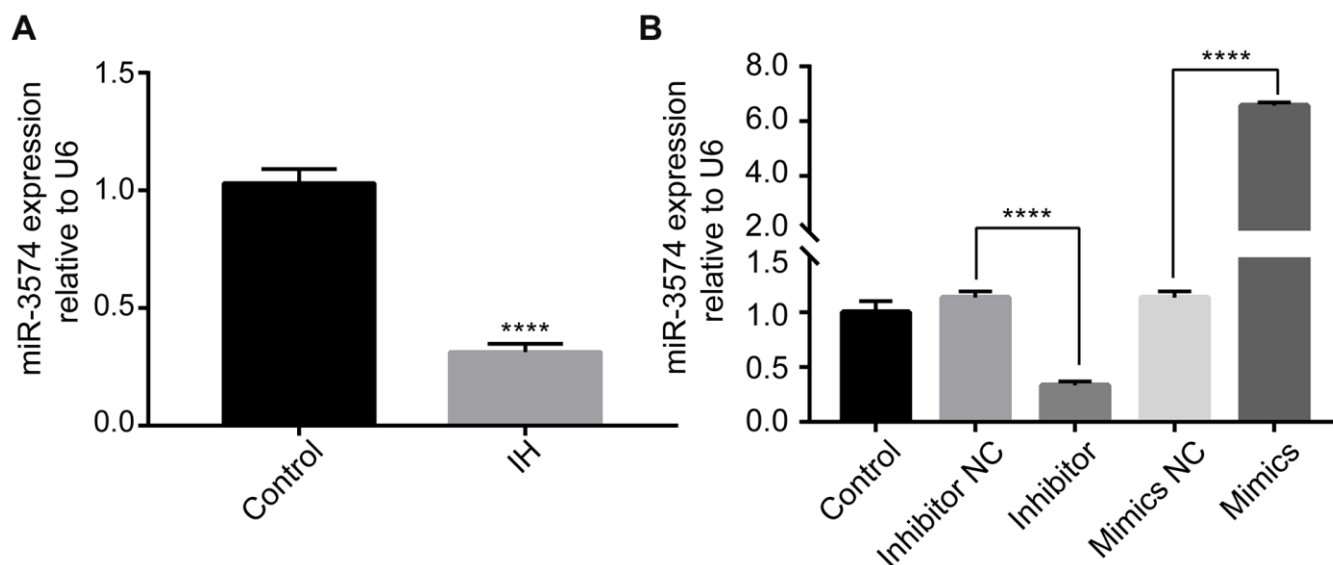 A
miR-3574 expression
relative to U6
1.5
1.0
0.5
0.0
****
Control
IH
B
miR-3574 expression
relative to U6
8.0
6.0
4.0
2.0
1.5
1.0
0.5
0.0
****
****
Control
Inhibitor NC
Inhibitor
Mimics NC
Mimics